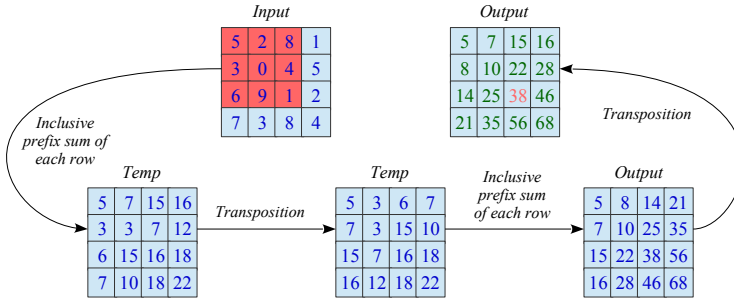 Input
5 2 8 1
3 0 4 5
6 9 1 2
7 3 8 4
Output
5 7 15 16
8 10 22 28
14 25 38 46
21 35 56 68
Inclusive
prefix sum of
each row
Temp
5 7 15 16
3 3 7 12
6 15 16 18
7 10 18 22
Transposition
Temp
5 3 6 7
7 3 15 10
15 7 16 18
16 12 18 22
Inclusive
prefix sum
of each row
Output
5 8 14 21
7 10 25 35
15 22 38 56
16 28 46 68
Transposition